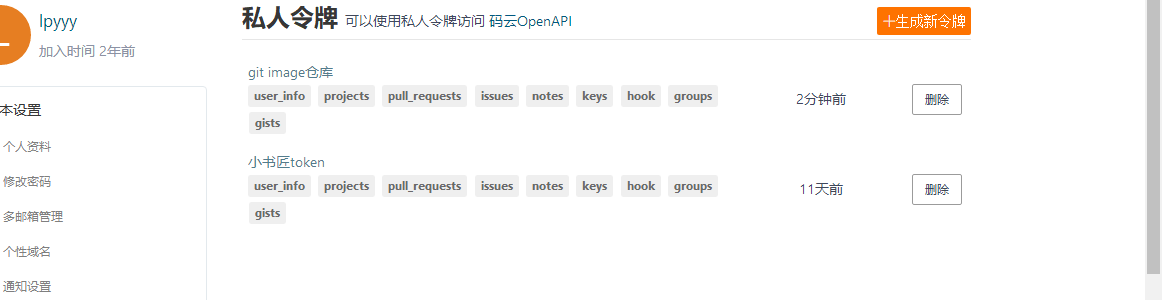 lpyyy
加入时间 2年前
本设置
个人资料
修改密码
多邮箱管理
个性域名
通知设置
私人令牌 可以使用私人令牌访问 码云OpenAPI
+生成新令牌
git image仓库
user_info projects pull_requests issues notes keys hook groups
gists
2分钟前
删除
小书匠token
user_info projects pull_requests issues notes keys hook groups
gists
11天前
删除